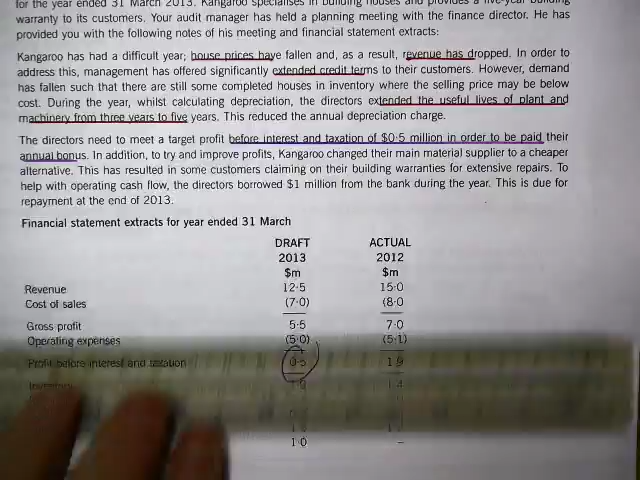 for the year ended 31 March 2013. Kangaroo specialises in building houses and provides a five-year building
warranty to its customers. Your audit manager has held a planning meeting with the finance director. He has
provided you with the following notes of his meeting and financial statement extracts:
Kangaroo has had a difficult year; house prices have fallen and, as a result, revenue has dropped. In order to
address this, management has offered significantly extended credit terms to their customers. However, demand
has fallen such that there are still some completed houses in inventory where the selling price may be below
cost. During the year, whilst calculating depreciation, the directors extended the useful lives of plant and
machinery from three years to five years. This reduced the annual depreciation charge.
The directors need to meet a target profit before interest and taxation of $0·5 million in order to be paid their
annual bonus. In addition, to try and improve profits, Kangaroo changed their main material supplier to a cheaper
alternative. This has resulted in some customers claiming on their building warranties for extensive repairs. To
help with operating cash flow, the directors borrowed $1 million from the bank during the year. This is due for
repayment at the end of 2013.
Financial statement extracts for year ended 31 March
DRAFT ACTUAL
2013 2012
$m $m
Revenue 12·5 15·0
Cost of sales (7·0) (8·0
Gross profit 5·5 7·0
Operating expenses (5·0) (5·1)
Profit before interest and taxation 0·5 1·9
Inventory 1·4
1·0 –